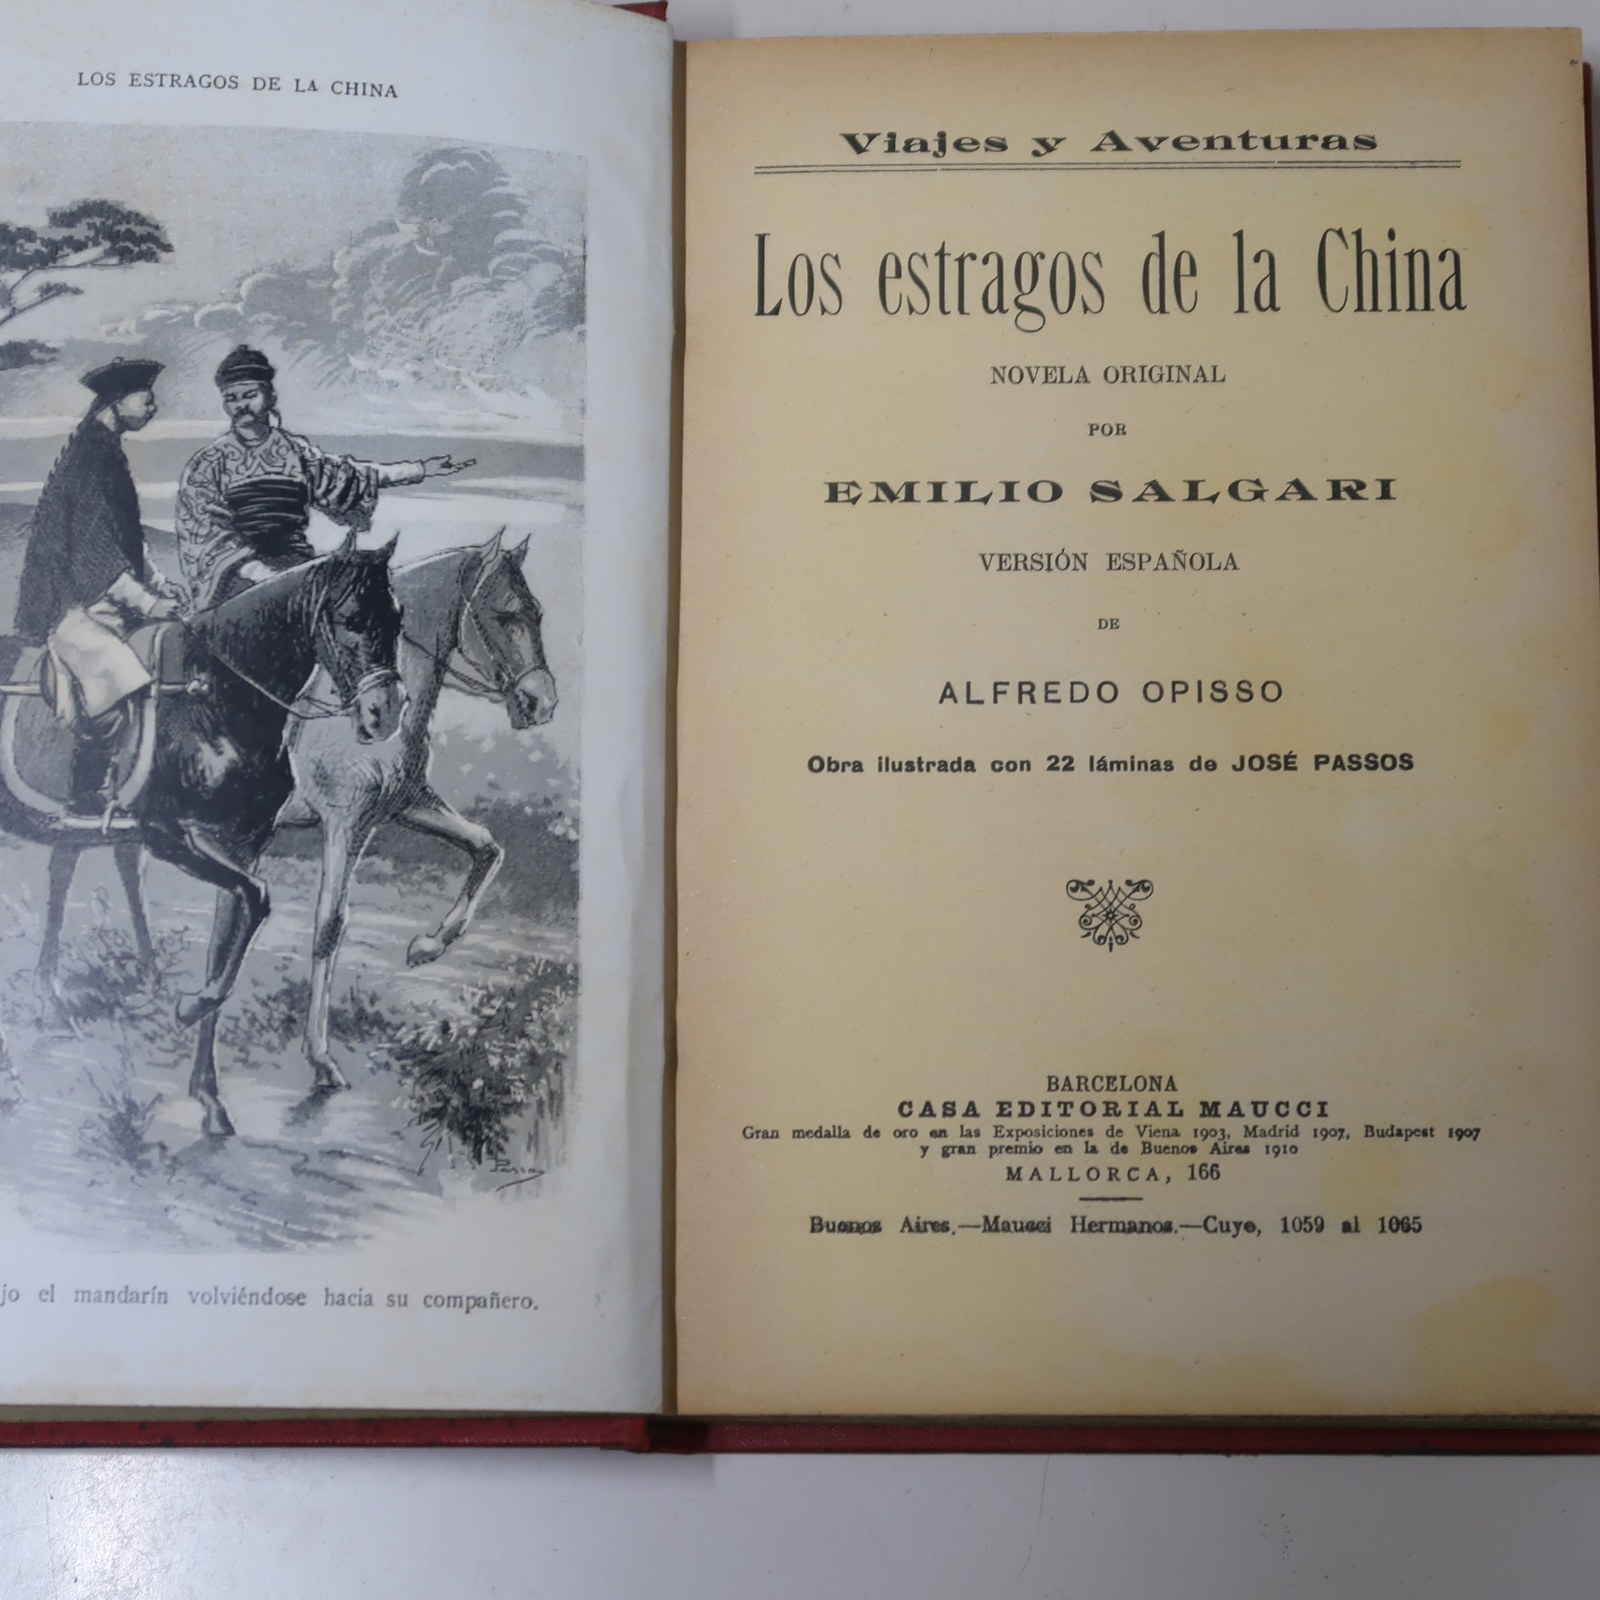 LOS ESTRAGOS DE LA CHINA
Passos
el mandarín volviéndose hacia su compañero.
Viajes y Aventuras
Los estragos de la China
NOVELA ORIGINAL
POR
EMILIO SALGARI
VERSIÓN ESPAÑOLA
DE
ALFREDO OPISSO
Obra ilustrada con 22 láminas de JOSÉ PASSOS
BARCELONA
CASA EDITORIAL MAUCCI
Gran medalla de oro en las Exposiciones de Viena 1903, Madrid 1907, Budapest 1907
y gran premio en la de Buenos Aires 1910
MALLORCA, 166
Buenos Aires.—Maucci Hermanos.—Cuyo, 1059 al 1065